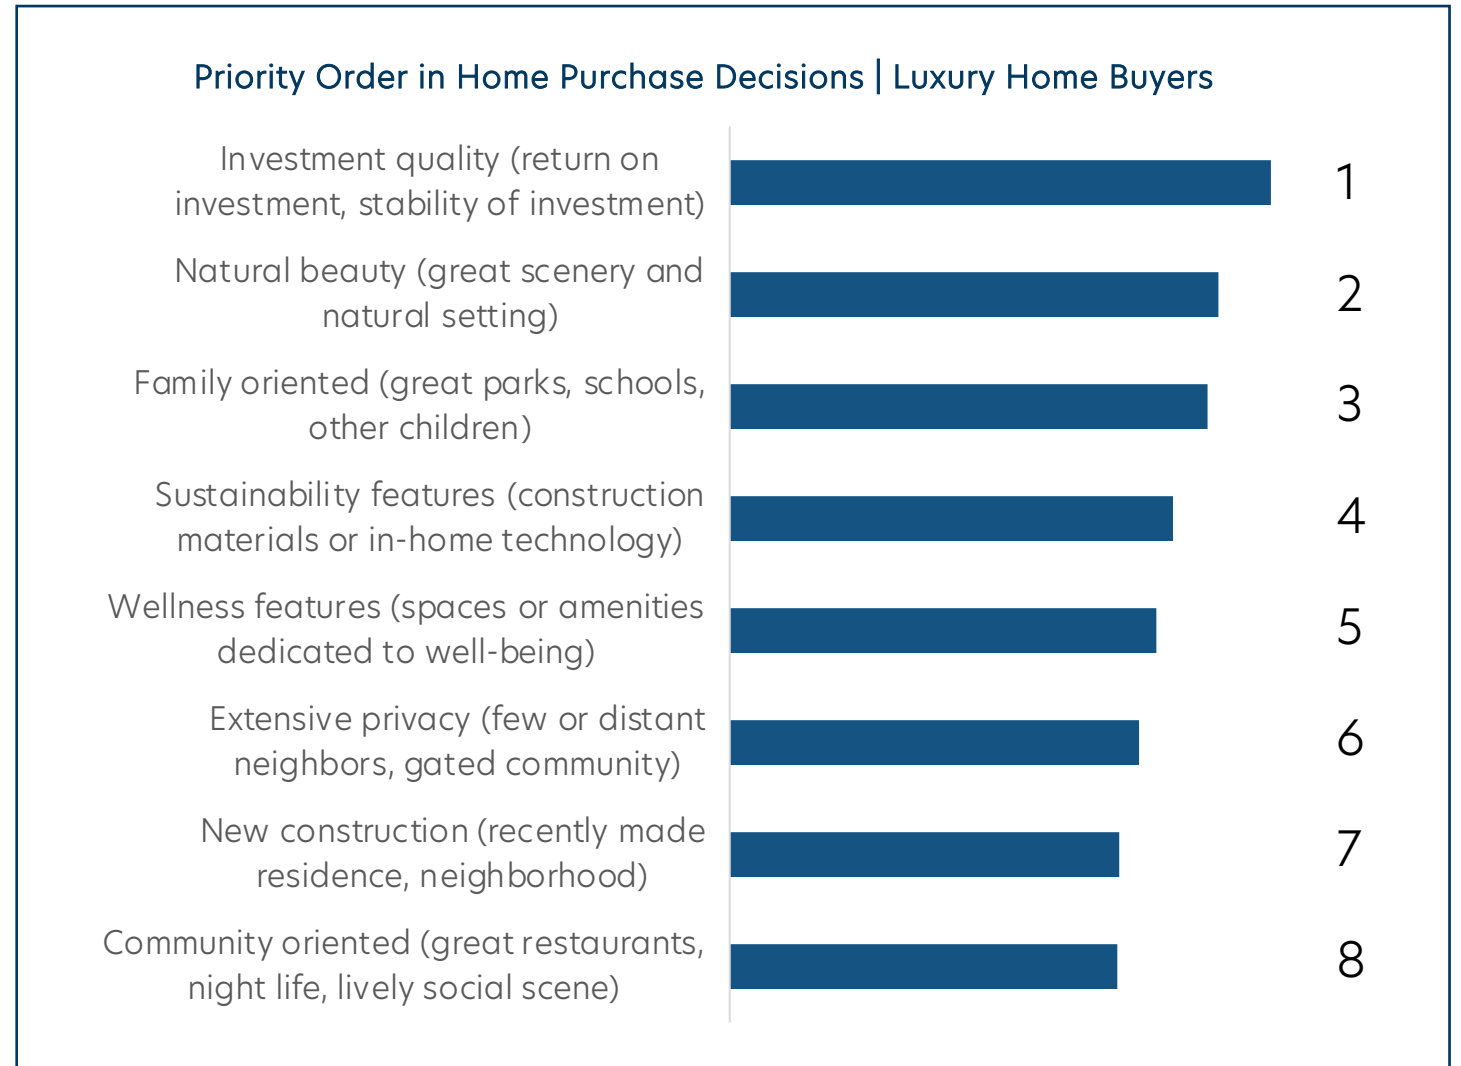 Priority Order in Home Purchase Decisions | Luxury Home Buyers
Investment quality (return on
investment, stability of investment)
1
Natural beauty (great scenery and
natural setting)
2
Family oriented (great parks, schools,
other children)
3
Sustainability features (construction
materials or in-home technology)
4
Wellness features (spaces or amenities
dedicated to well-being)
5
Extensive privacy (few or distant
neighbors, gated community)
6
New construction (recently made
residence, neighborhood)
7
Community oriented (great restaurants,
night life, lively social scene)
8